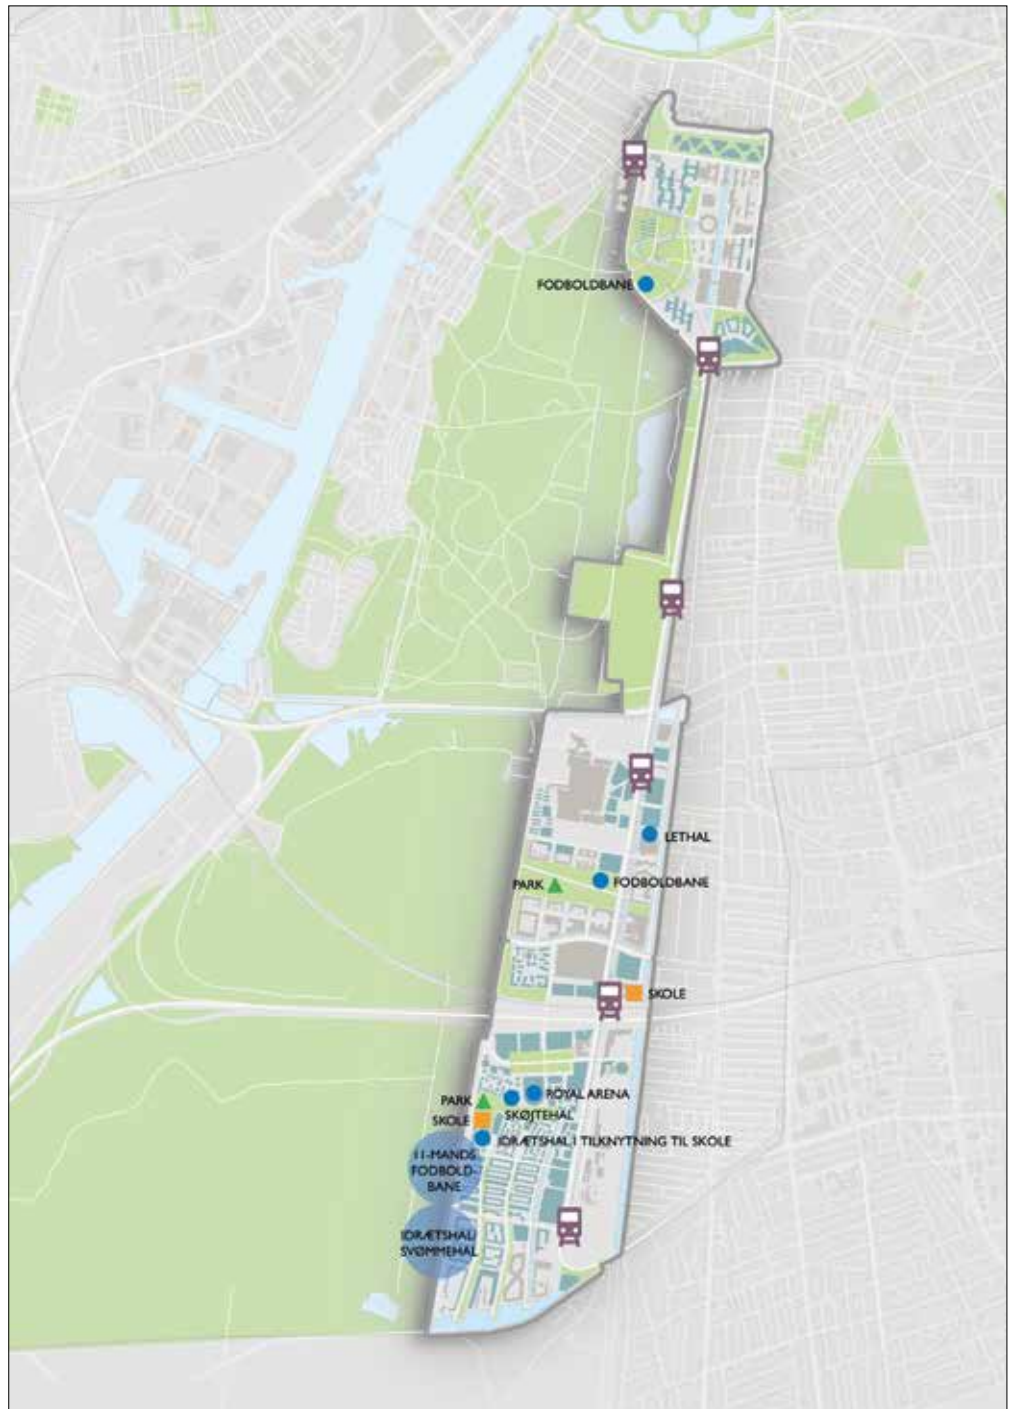 FODBOLDBANE
LETHAL
FODBOLDBANE
PARK
SKOLE
ROYAL ARENA
PARK
SKØJTEHAL
SKOLE
IDRÆTSHAL I TILKNYTNING TIL SKOLE
11-MANDS
FODBOLD-
BANE
IDRÆTSHAL/
SVØMMEHAL